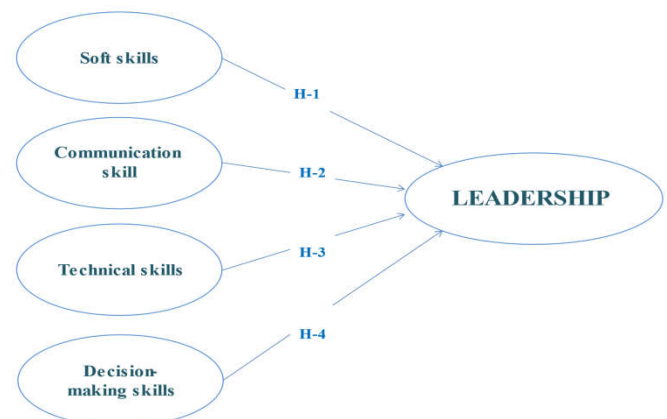 Soft skills
H-1
Communication
skill
H-2
LEADERSHIP
Technical skills
H-3
H-4
Decision-
making skills